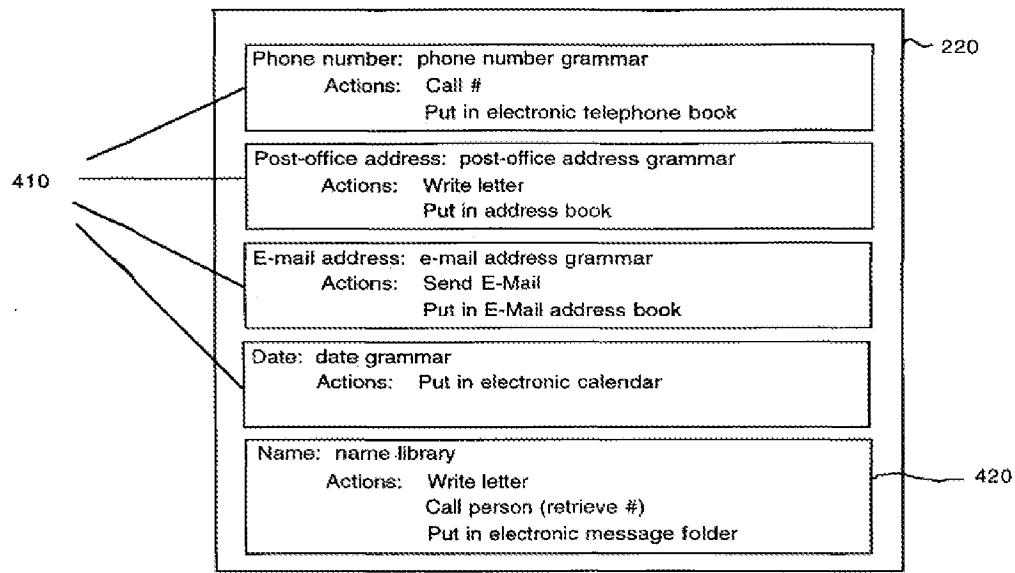 220
Phone number: phone number grammar
Actions: Call #
Put in electronic telephone book
Post-office address: post-office address grammar
410
Actions: Write letter
Put in address book
E-mail address: e-mail address grammar
Actions: Send E-Mail
Put in E-Mail address book
Date: date grammar
Actions: Put in electronic calendar
Name: name library
Actions: Write letter
420
Call person (retrieve #)
Put in electronic message folder